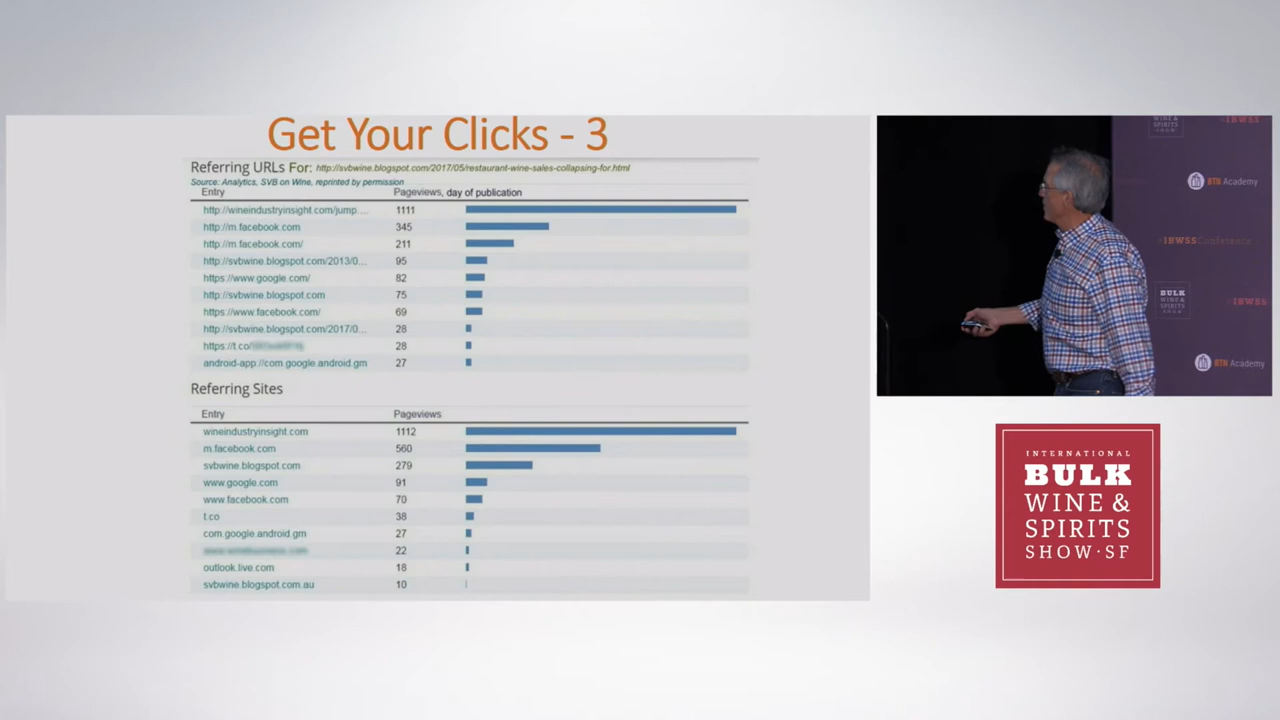 Get Your Clicks - 3
Referring URLs For: http://svbwine.blogspot.com/2017/05/restaurant-wine-sales-collapsing-for.html
Source: Analytics, SVB on Wine, reprinted by permission
Entry Pageviews, day of publication
http://wineindustryinsight.com/jump.... 1111
http://m.facebook.com 345
http://m.facebook.com/ 211
http://svbwine.blogspot.com/2013/0... 95
https://www.google.com/ 82
http://svbwine.blogspot.com 75
https://www.facebook.com/ 69
http://svbwine.blogspot.com/2017/0... 28
https://t.co/ 28
android-app://com.google.android.gm 27
Referring Sites
Entry Pageviews
wineindustryinsight.com 1112
m.facebook.com 560
svbwine.blogspot.com 279
www.google.com 91
www.facebook.com 70
t.co 38
com.google.android.gm 27
22
outlook.live.com 18
svbwine.blogspot.com.au 10
WINE &
SPIRITS
SHOW
#IBWSS
BTN Academy
#IBWSSConference
BULK
WINE &
SPIRITS
SHOW
#IBWSS
BTN Academy
INTERNATIONAL
BULK
WINE &
SPIRITS
SHOW·SF